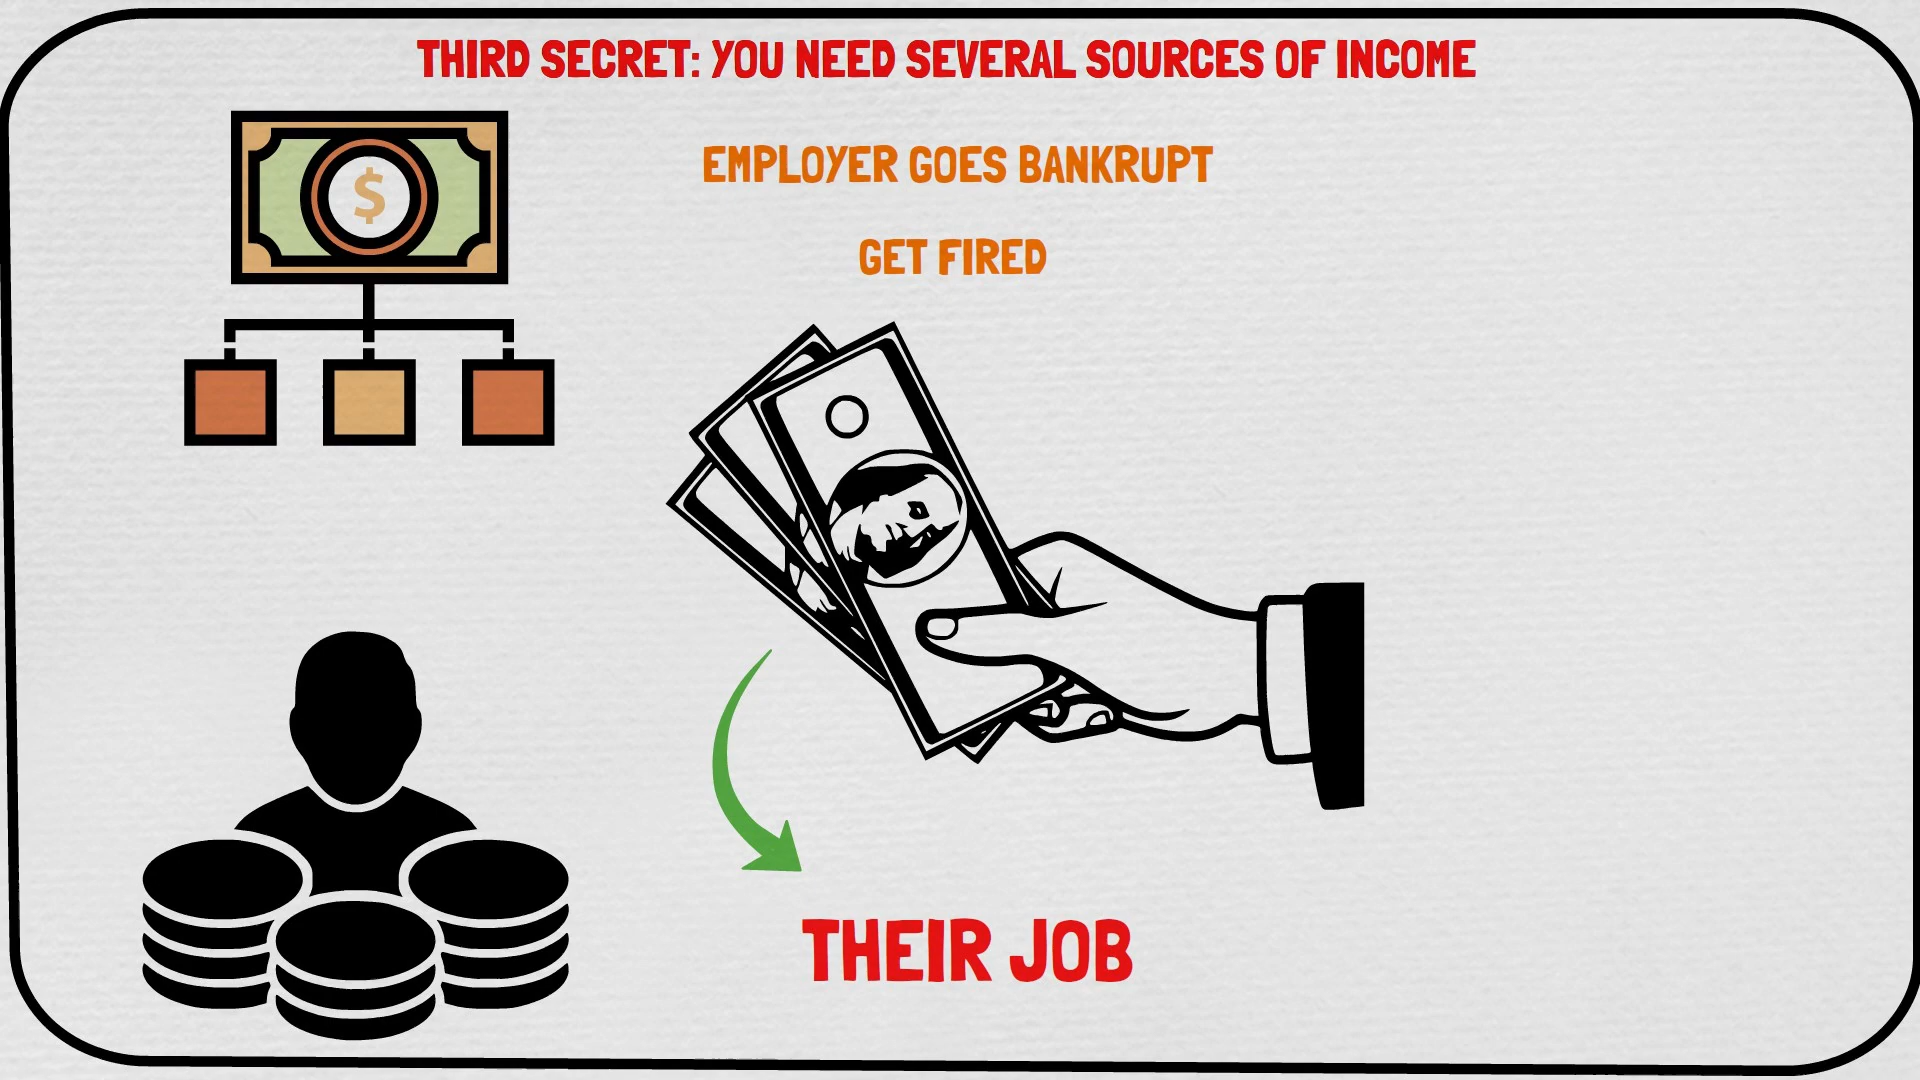 THIRD SECRET: YOU NEED SEVERAL SOURCES OF INCOME
EMPLOYER GOES BANKRUPT
GET FIRED
$
THEIR JOB